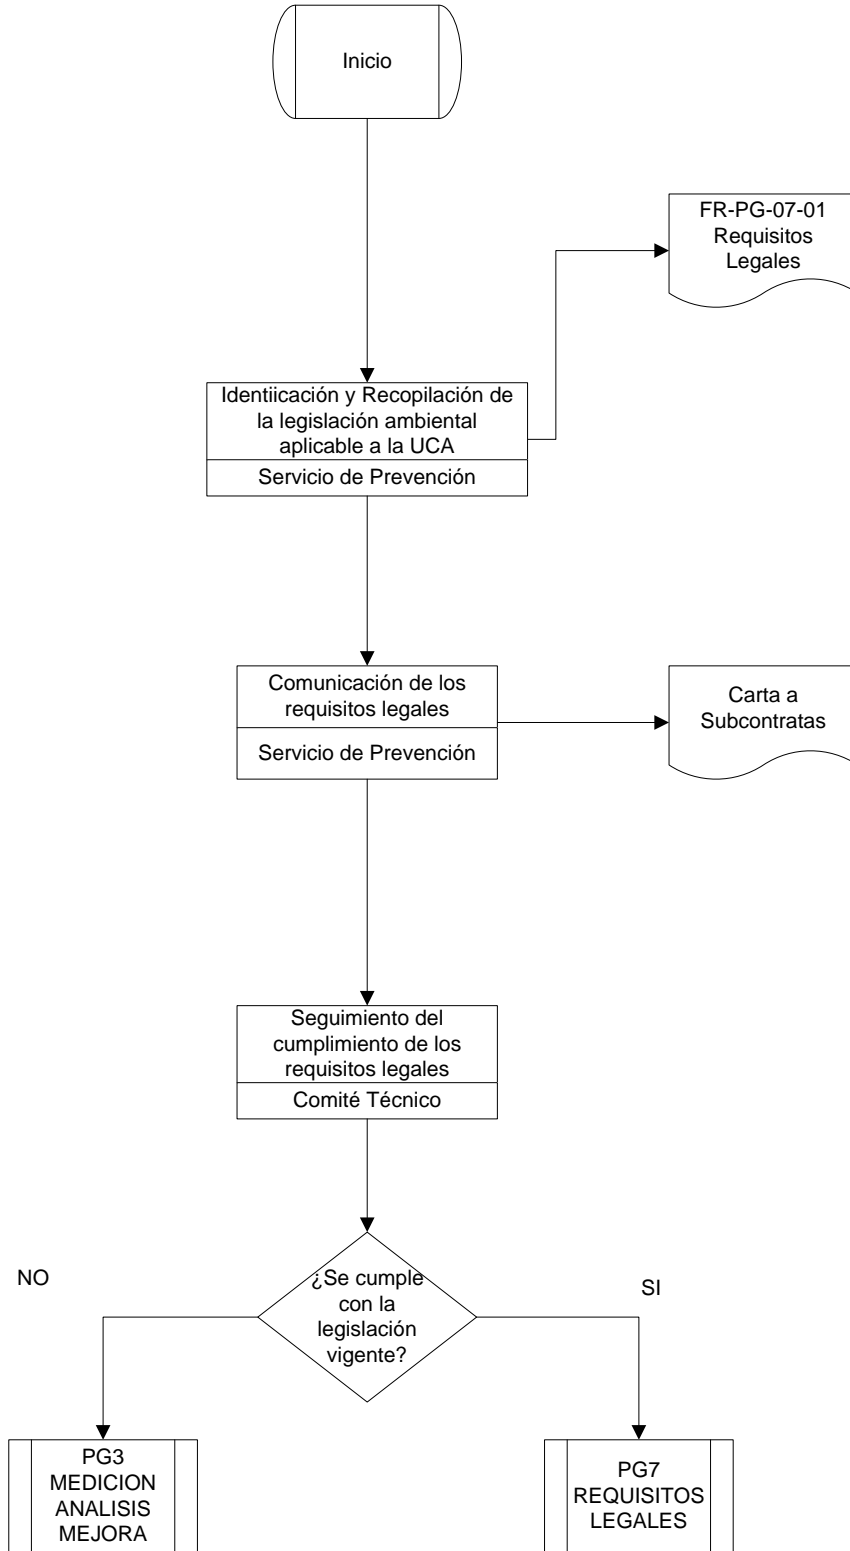 Inicio
FR-PG-07-01
Requisitos
Legales
Identiicación y Recopilación de
la legislación ambiental
aplicable a la UCA
Servicio de Prevención
Comunicación de los
requisitos legales
Servicio de Prevención
Carta a
Subcontratas
Seguimiento del
cumplimiento de los
requisitos legales
Comité Técnico
¿Se cumple
con la
legislación
vigente?
NO
SI
PG3
MEDICION
ANALISIS
MEJORA
PG7
REQUISITOS
LEGALES